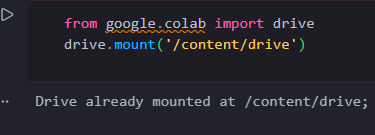 from google.colab import drive
drive.mount('/content/drive')
Drive already mounted at /content/drive;